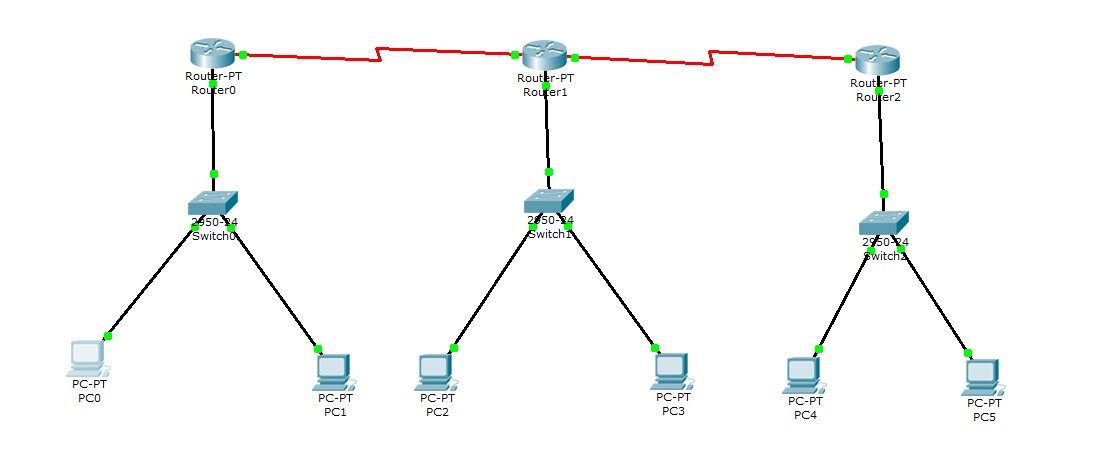 Router-PT
Router0
Router-PT
Router1
Router-PT
Router2
2950-24
Switch0
2950-24
Switch1
2950-24
Switch2
PC-PT
PC0
PC-PT
PC1
PC-PT
PC2
PC-PT
PC3
PC-PT
PC4
PC-PT
PC5